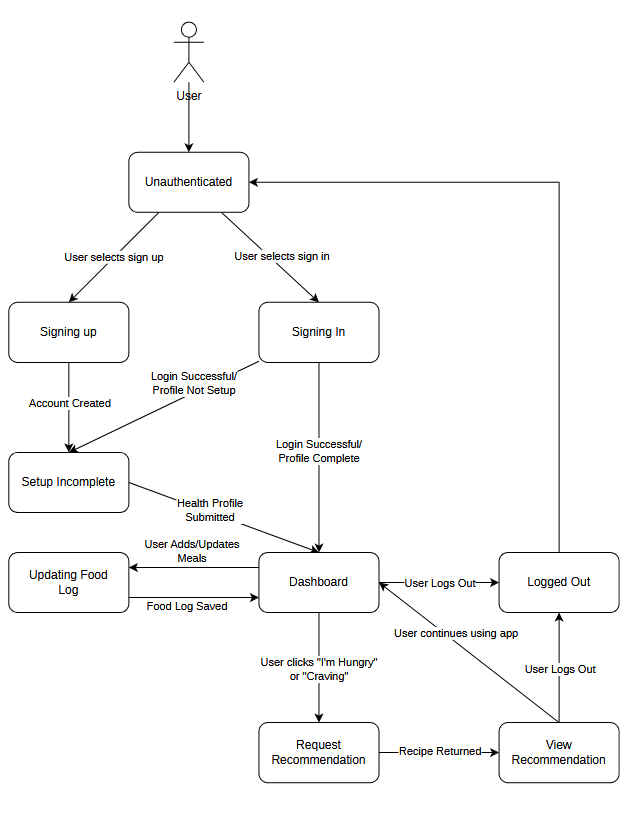 User
Unauthenticated
User selects sign up
User selects sign in
Signing up
Signing In
Login Successful/
Profile Not Setup
Account Created
Login Successful/
Profile Complete
Setup Incomplete
Health Profile
Submitted
User Adds/Updates
Meals
Updating Food
Log
Dashboard
User Logs Out
Logged Out
Food Log Saved
User continues using app
User clicks "I'm Hungry"
or "Craving"
User Logs Out
Request
Recommendation
Recipe Returned
View
Recommendation